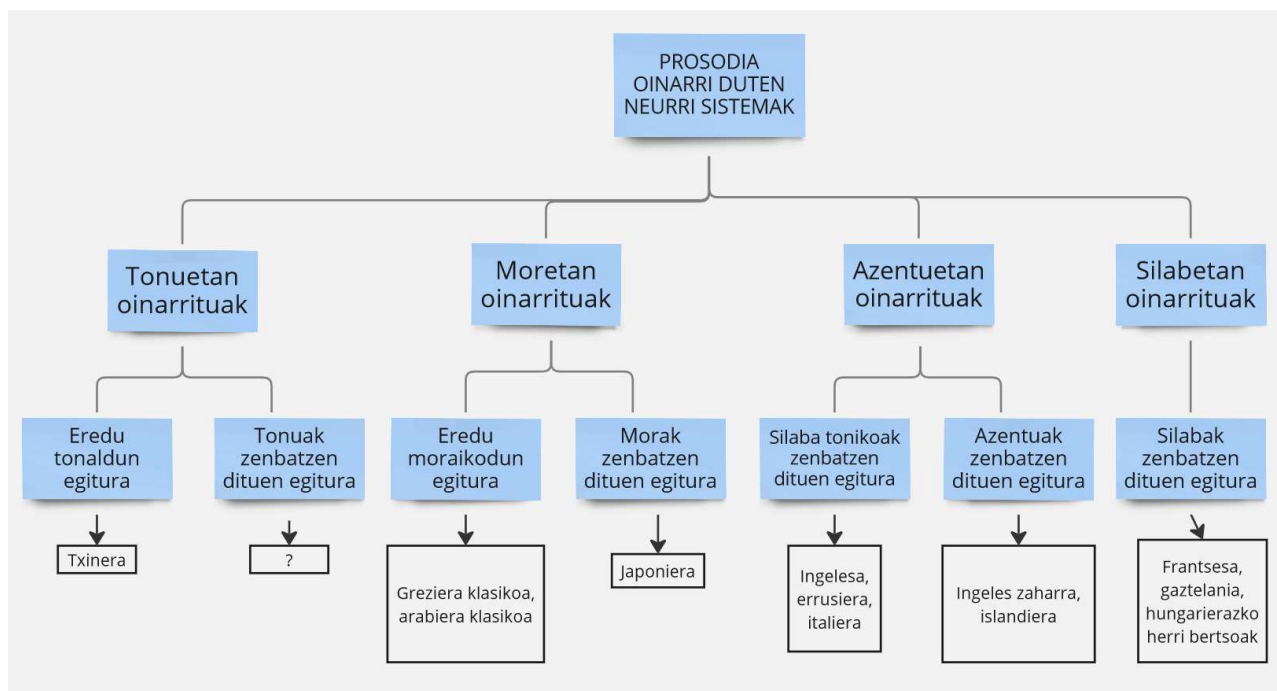 PROSODIA
OINARRI DUTEN
NEURRI SISTEMAK
Tonuetan
oinarrituak
Moretan
oinarrituak
Azentuetan
oinarrituak
Silabetan
oinarrituak
Eredu
tonaldun
egitura
Tonuak
zenbatzen
dituen egitura
Eredu
moraikodun
egitura
Morak
zenbatzen
dituen egitura
Silaba tonikoak
zenbatzen
dituen egitura
Azentuak
zenbatzen
dituen egitura
Silabak
zenbatzen
dituen egitura
Txinera
?
Greziera klasikoa,
arabiera klasikoa
Japoniera
Ingelesa,
errusiera,
italiera
Ingeles zaharra,
islandiera
Frantsesa,
gaztelania,
hungarierazko
herri bertsoak